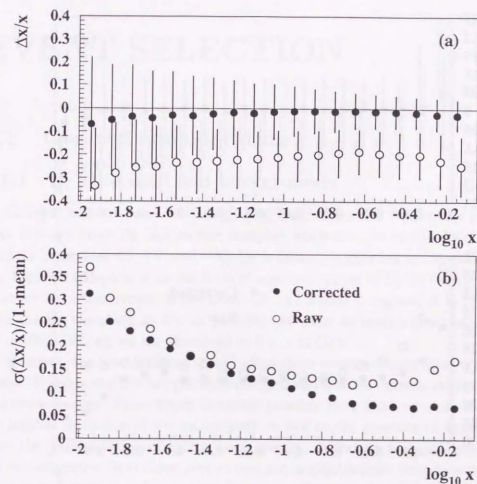 Δx/x
(a)
0.4
0.3
0.2
0.1
0
-0.1
-0.2
-0.3
-0.4
-2 -1.8 -1.6 -1.4 -1.2 -1 -0.8 -0.6 -0.4 -0.2 0
log10 x
σ(Δx/x)/(1+mean)
(b)
0.4
0.35
0.3
0.25
0.2
0.15
0.1
0.05
0
● Corrected
○ Raw
-2 -1.8 -1.6 -1.4 -1.2 -1 -0.8 -0.6 -0.4 -0.2 0
log10 x